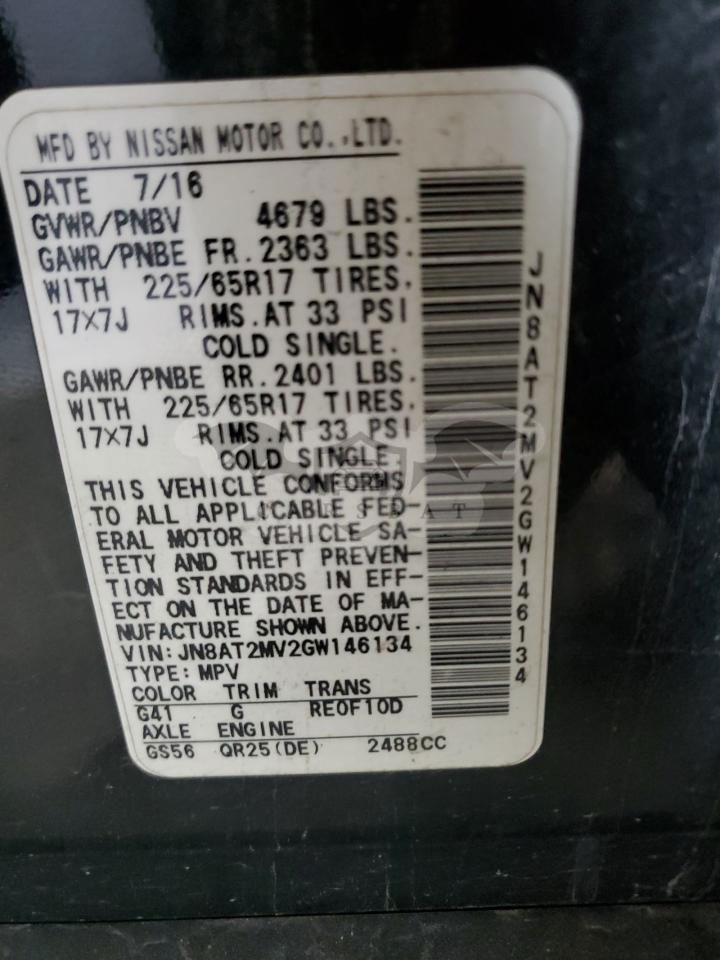 MFD BY NISSAN MOTOR CO.,LTD.
DATE 7/16
GVWR/PNBV 4679 LBS.
GAWR/PNBE FR.2363 LBS.
WITH 225/65R17 TIRES.
17X7J RIMS.AT 33 PSI
COLD SINGLE.
GAWR/PNBE RR.2401 LBS.
WITH 225/65R17 TIRES.
17X7J RIMS.AT 33 PSI
COLD SINGLE.
THIS VEHICLE CONFORMS
TO ALL APPLICABLE FED-
ERAL MOTOR VEHICLE SA-
FETY AND THEFT PREVEN-
TION STANDARDS IN EFF-
ECT ON THE DATE OF MA-
NUFACTURE SHOWN ABOVE.
VIN:JN8AT2MV2GW146134
TYPE:MPV
COLOR TRIM TRANS
G41 G RE0F10D
AXLE ENGINE
GS56 QR25(DE) 2488CC
JN8AT2MV2GW146134